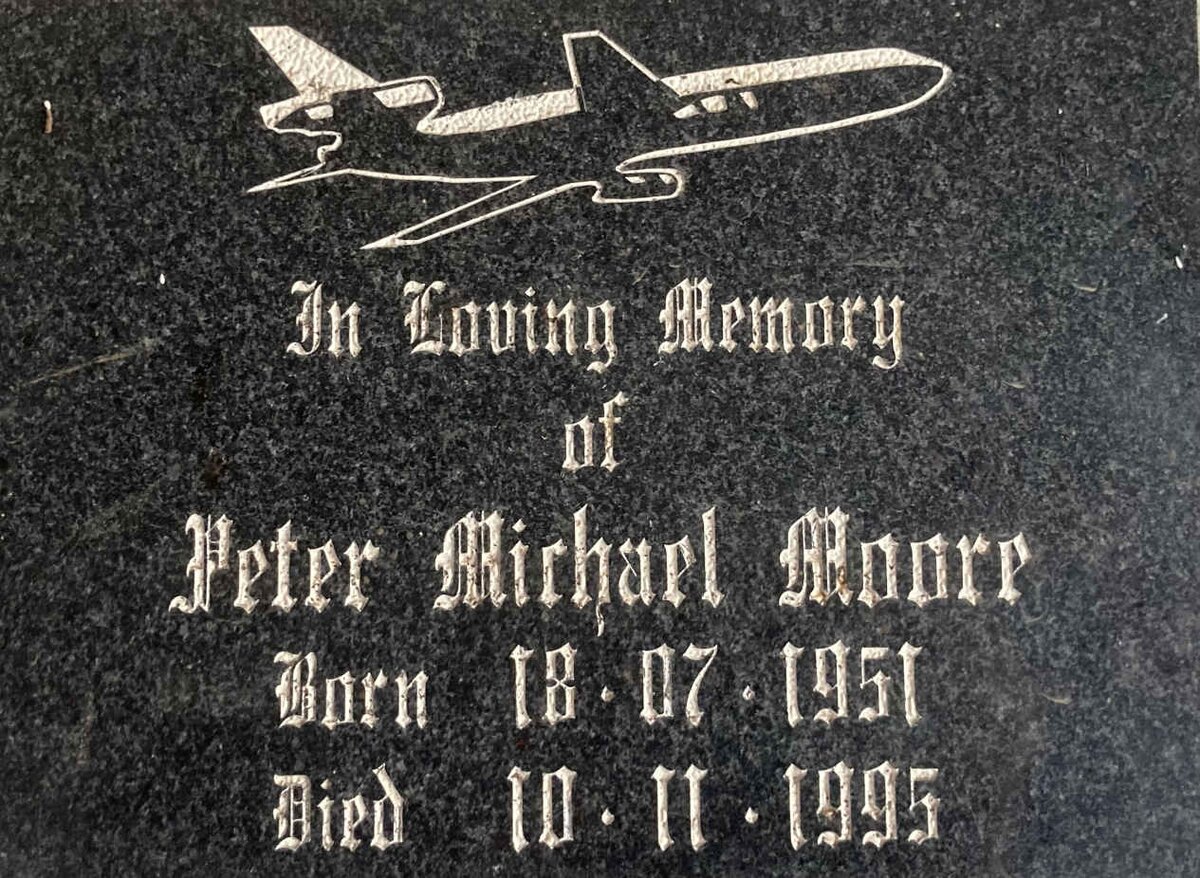 In Loving Memory
of
Peter Michael Moore
Born 18·07·1951
Died 10·11·1995